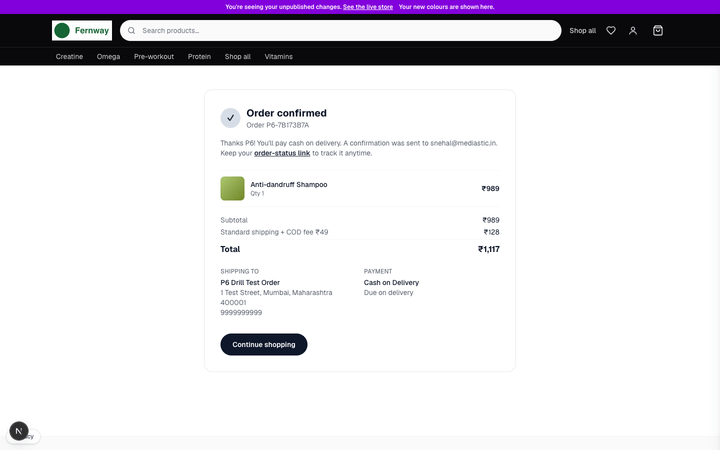 You're seeing your unpublished changes. See the live store Your new colours are shown here.
Fernway
Search products...
Shop all
Creatine Omega Pre-workout Protein Shop all Vitamins
Order confirmed
Order P6-7B173B7A
Thanks P6! You'll pay cash on delivery. A confirmation was sent to snehal@mediastic.in.
Keep your order-status link to track it anytime.
Anti-dandruff Shampoo
Qty 1
₹989
Subtotal ₹989
Standard shipping + COD fee ₹49 ₹128
Total ₹1,117
SHIPPING TO
P6 Drill Test Order
1 Test Street, Mumbai, Maharashtra
400001
9999999999
PAYMENT
Cash on Delivery
Due on delivery
Continue shopping
N